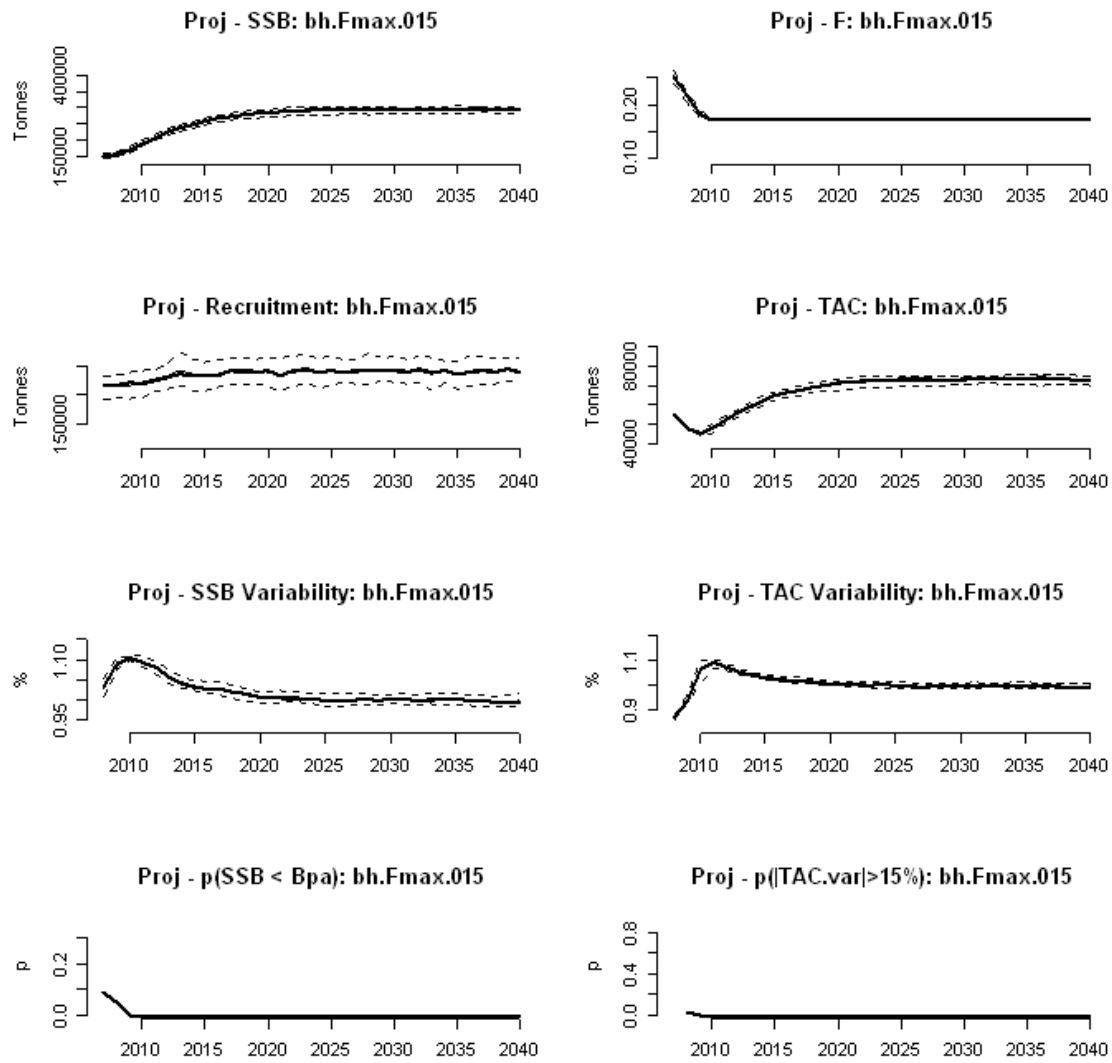 Proj - SSB: bh.Fmax.015
Tonnes
150000 400000
2010 2015 2020 2025 2030 2035 2040
Proj - F: bh.Fmax.015
0.10 0.20
2010 2015 2020 2025 2030 2035 2040
Proj - Recruitment: bh.Fmax.015
Tonnes
1500000
2010 2015 2020 2025 2030 2035 2040
Proj - TAC: bh.Fmax.015
Tonnes
40000 80000
2010 2015 2020 2025 2030 2035 2040
Proj - SSB Variability: bh.Fmax.015
%
0.95 1.10
2010 2015 2020 2025 2030 2035 2040
Proj - TAC Variability: bh.Fmax.015
%
0.9 1.1
2010 2015 2020 2025 2030 2035 2040
Proj - p(SSB < Bpa): bh.Fmax.015
p
0.0 0.2
2010 2015 2020 2025 2030 2035 2040
Proj - p(|TAC.var|>15%): bh.Fmax.015
p
0.0 0.4 0.8
2010 2015 2020 2025 2030 2035 2040